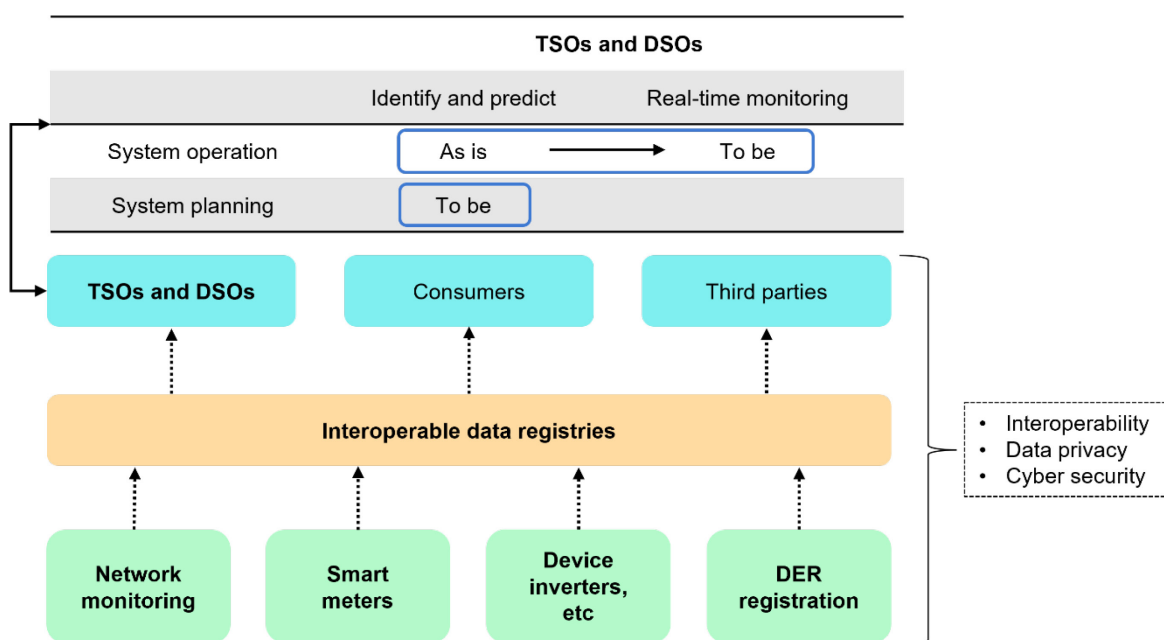 TSOs and DSOs
Identify and predict Real-time monitoring
System operation As is To be
System planning To be
TSOs and DSOs Consumers Third parties
Interoperable data registries
• Interoperability
• Data privacy
• Cyber security
Network
monitoring
Smart
meters
Device
inverters,
etc
DER
registration